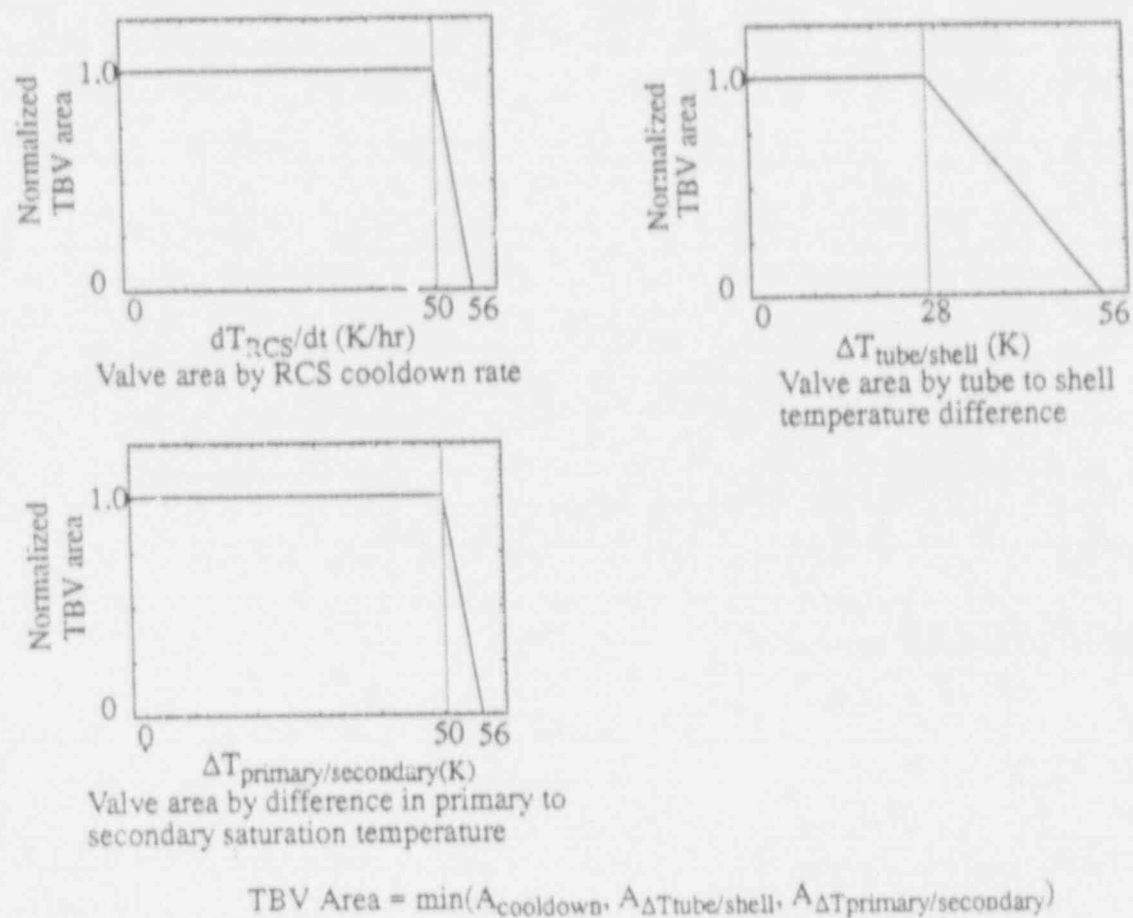 Normalized
TBV area
1.0
0
0
50 56
dT_RCS/dt (K/hr)
Valve area by RCS cooldown rate
Normalized
TBV area
1.0
0
0
28
56
ΔT_tube/shell (K)
Valve area by tube to shell
temperature difference
Normalized
TBV area
1.0
0
0
50 56
ΔT_primary/secondary(K)
Valve area by difference in primary to
secondary saturation temperature
TBV Area = min(A_cooldown, A_ΔTtube/shell, A_ΔTprimary/secondary)